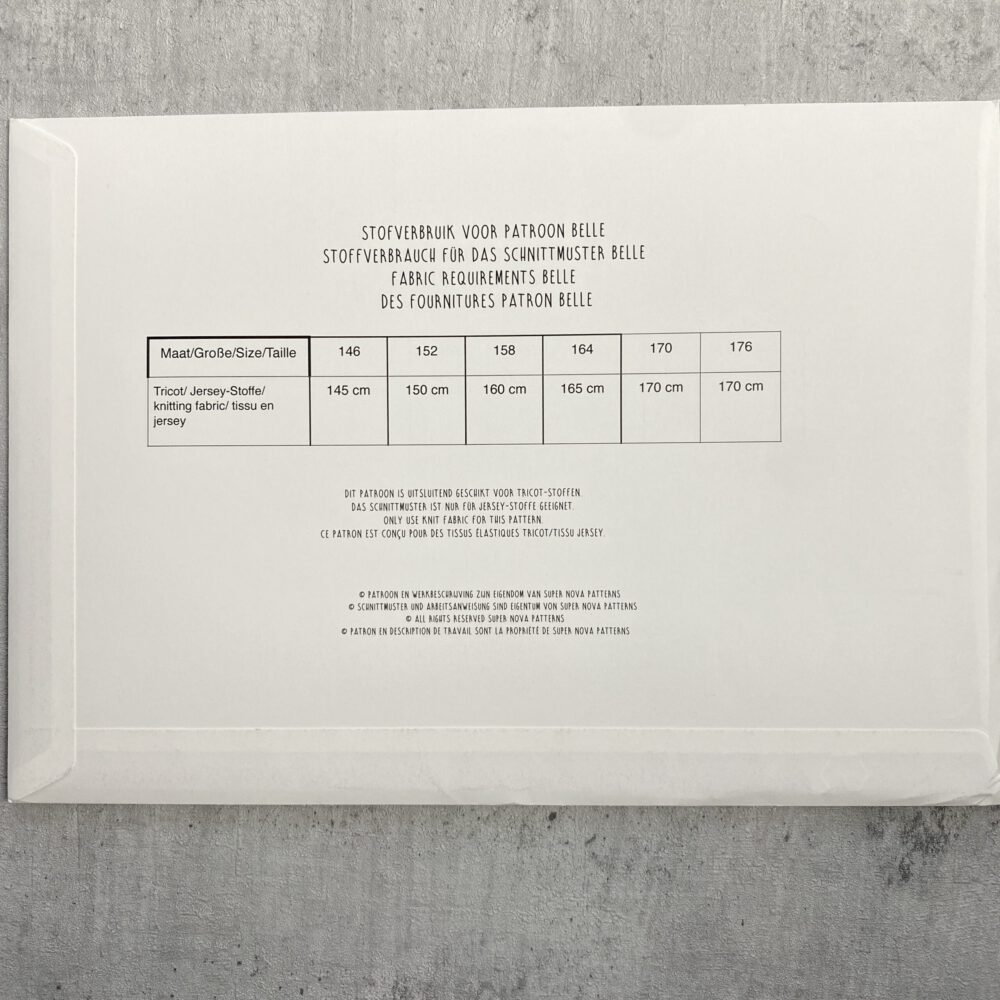 STOFVERBRUIK VOOR PATROON BELLE
STOFFVERBRAUCH FÜR DAS SCHNITTMUSTER BELLE
FABRIC REQUIREMENTS BELLE
DES FOURNITURES PATRON BELLE
Maat/Große/Size/Taille 146 152 158 164 170 176
Tricot/ Jersey-Stoffe/ 145 cm 150 cm 160 cm 165 cm 170 cm 170 cm
knitting fabric/ tissu en
jersey
DIT PATROON IS UITSLUITEND GESCHIKT VOOR TRICOT-STOFFEN.
DAS SCHNITTMUSTER IST NUR FÜR JERSEY-STOFFE GEEIGNET.
ONLY USE KNIT FABRIC FOR THIS PATTERN.
CE PATRON EST CONÇU POUR DES TISSUS ÉLASTIQUES TRICOT/TISSU JERSEY.
© PATROON EN WERKBESCHRIJVING ZIJN EIGENDOM VAN SUPER NOVA PATTERNS
© SCHNITTMUSTER UND ARBEITSANWEISUNG SIND EIGENTUM VON SUPER NOVA PATTERNS
© ALL RIGHTS RESERVED SUPER NOVA PATTERNS
© PATRON EN DESCRIPTION DE TRAVAIL SONT LA PROPRIÉTÉ DE SUPER NOVA PATTERNS